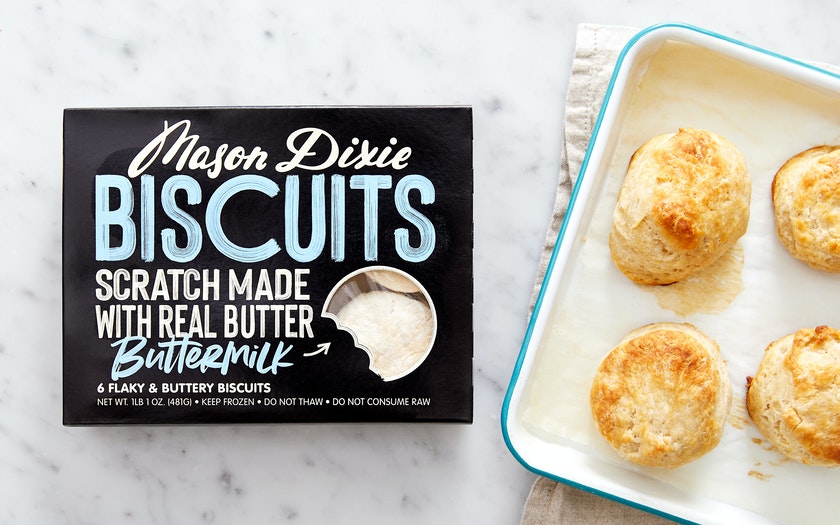 Mason Dixie
BISCUITS
SCRATCH MADE
WITH REAL BUTTER
Buttermilk
6 FLAKY & BUTTERY BISCUITS
NET WT. 1LB 1 OZ. (481G) • KEEP FROZEN • DO NOT THAW • DO NOT CONSUME RAW